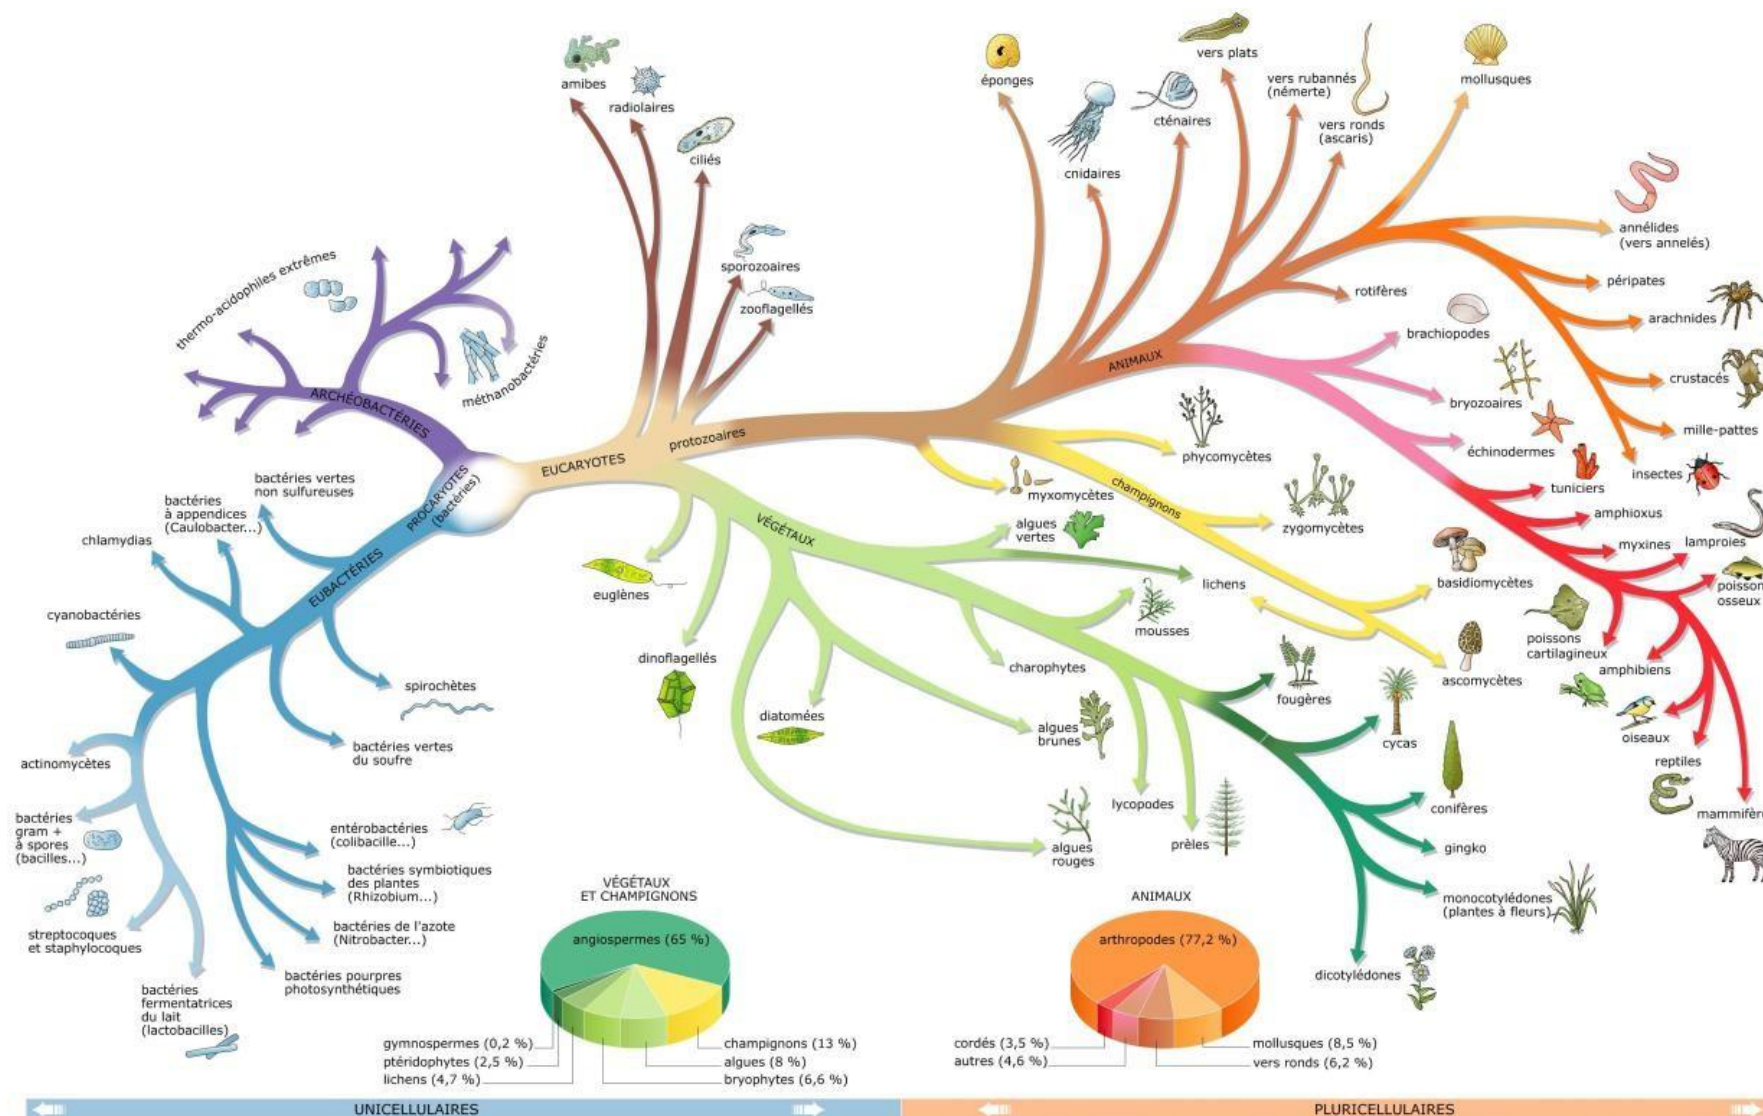 amibes
radiolaires
ciliés
sporozoaires
zooflagellés
éponges
cnidaires
cténaires
vers plats
vers rubannés
(némerte)
vers ronds
(ascaris)
mollusques
annélides
(vers annelés)
péripates
arachnides
crustacés
mille-pattes
insectes
rotifères
brachiopodes
bryozoaires
échinodermes
tuniciers
amphioxus
myxines
lamproies
poisson
osseux
poissons
cartilagineux
amphibiens
oiseaux
reptiles
mammifèr
ANIMAUX
thermo-acidophiles extrêmes
méthanobactéries
ARCHÉOBACTÉRIES
PROCARYOTES
(bactéries)
EUCARYOTES
protozoaires
EUBACTÉRIES
bactéries vertes
non sulfureuses
bactéries
à appendices
(Caulobacter...)
chlamydias
cyanobactéries
actinomycètes
bactéries
gram +
à spores
(bacilles...)
streptocoques
et staphylocoques
bactéries
fermentatrices
du lait
(lactobacilles)
spirochètes
bactéries vertes
du soufre
entérobactéries
(colibacille...)
bactéries symbiotiques
des plantes
(Rhizobium...)
bactéries de l'azote
(Nitrobacter...)
bactéries pourpres
photosynthétiques
VÉGÉTAUX
euglènes
dinoflagellés
diatomées
algues
brunes
algues
rouges
algues
vertes
lichens
charophytes
mousses
lycopodes
prèles
fougères
cycas
conifères
gingko
monocotylédones
(plantes à fleurs)
dicotylédones
champignons
myxomycètes
phycomycètes
zygomycètes
basidiomycètes
ascomycètes
VÉGÉTAUX
ET CHAMPIGNONS
angiospermes (65 %)
gymnospermes (0,2 %)
ptéridophytes (2,5 %)
lichens (4,7 %)
champignons (13 %)
algues (8 %)
bryophytes (6,6 %)
ANIMAUX
arthropodes (77,2 %)
cordés (3,5 %)
autres (4,6 %)
mollusques (8,5 %)
vers ronds (6,2 %)
UNICELLULAIRES
PLURICELLULAIRES